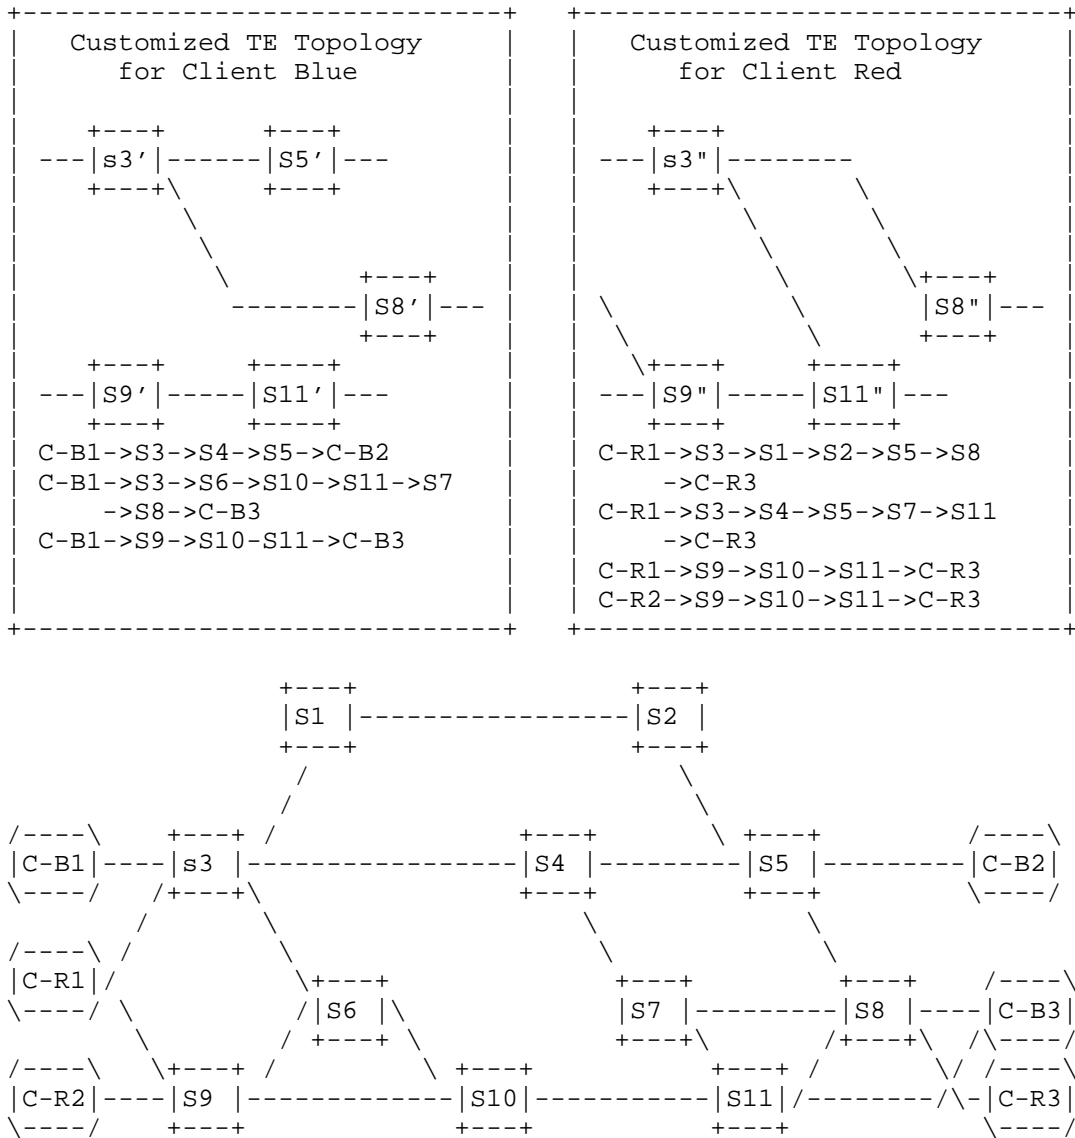 Customized TE Topology Customized TE Topology
for Client Blue for Client Red
s3' S5' s3"
S8' S8"
S9' S11' S9" S11"
C-B1->S3->S4->S5->C-B2 C-R1->S3->S1->S2->S5->S8
C-B1->S3->S6->S10->S11->S7 ->C-R3
->S8->C-B3 C-R1->S3->S4->S5->S7->S11
C-B1->S9->S10-S11->C-B3 ->C-R3
C-R1->S9->S10->S11->C-R3
C-R2->S9->S10->S11->C-R3
S1 S2
C-B1 s3 S4 S5 C-B2
C-R1
S6 S7 S8 C-B3
C-R2 S9 S10 S11 C-R3